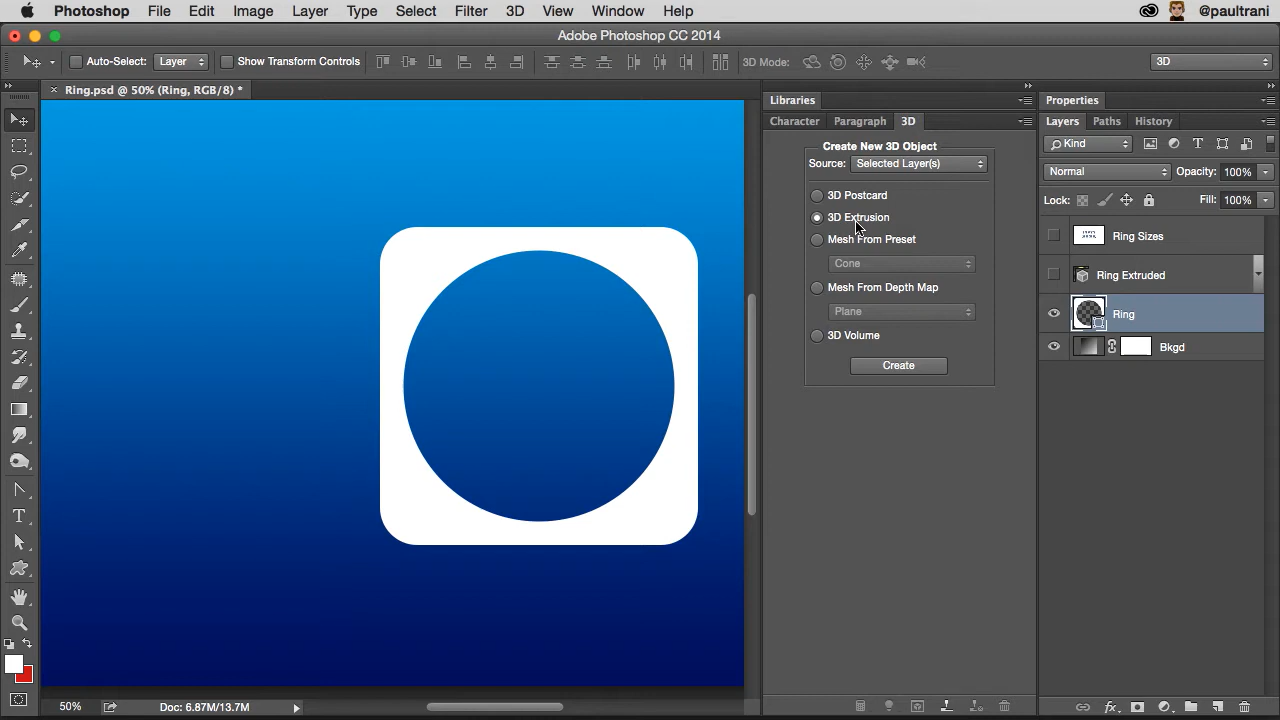 Photoshop File Edit Image Layer Type Select Filter 3D View Window Help @paultrani
Adobe Photoshop CC 2014
Auto-Select: Layer Show Transform Controls 3D Mode: 3D
× Ring.psd @ 50% (Ring, RGB/8) *
Libraries
Character Paragraph 3D
Create New 3D Object
Source: Selected Layer(s)
3D Postcard
3D Extrusion
Mesh From Preset
Cone
Mesh From Depth Map
Plane
3D Volume
Create
Properties
Layers Paths History
Kind
Normal Opacity: 100%
Lock: Fill: 100%
Ring Sizes
Ring Extruded
Ring
Bkgd
50% Doc: 6.87M/13.7M
fx